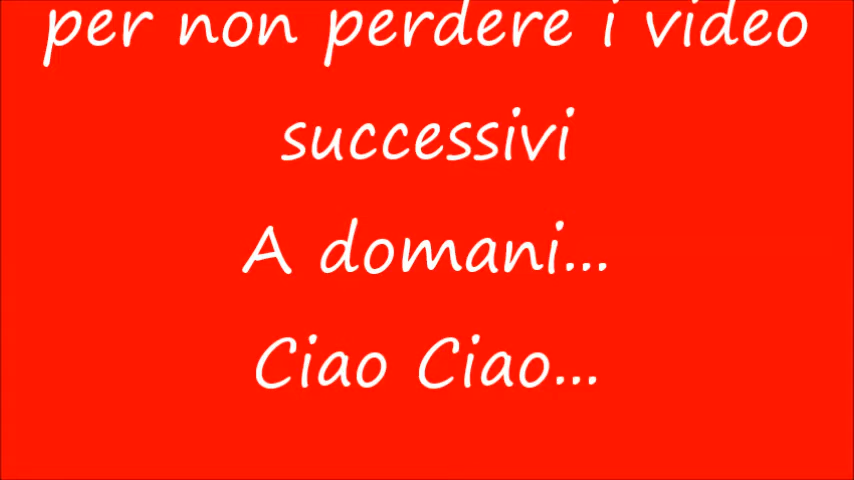 per non perdere i video
successivi
A domani...
Ciao Ciao...